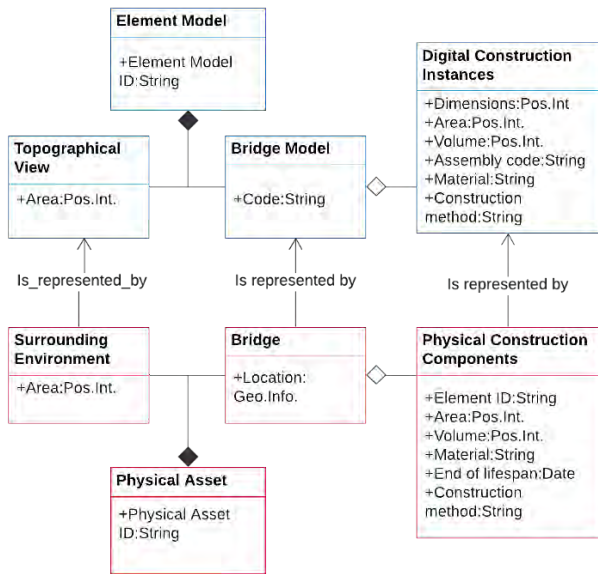 Element Model
+Element Model
ID:String
Digital Construction
Instances
+Dimensions:Pos.Int
+Area:Pos.Int.
+Volume:Pos.Int.
+Assembly code:String
+Material:String
+Construction
method:String
Topographical
View
+Area:Pos.Int.
Bridge Model
+Code:String
Is_represented_by
Is represented by
Is represented by
Surrounding
Environment
+Area:Pos.Int.
Bridge
+Location:
Geo.Info.
Physical Construction
Components
+Element ID:String
+Area:Pos.Int.
+Volume:Pos.Int.
+Material:String
+End of lifespan:Date
+Construction
method:String
Physical Asset
+Physical Asset
ID:String